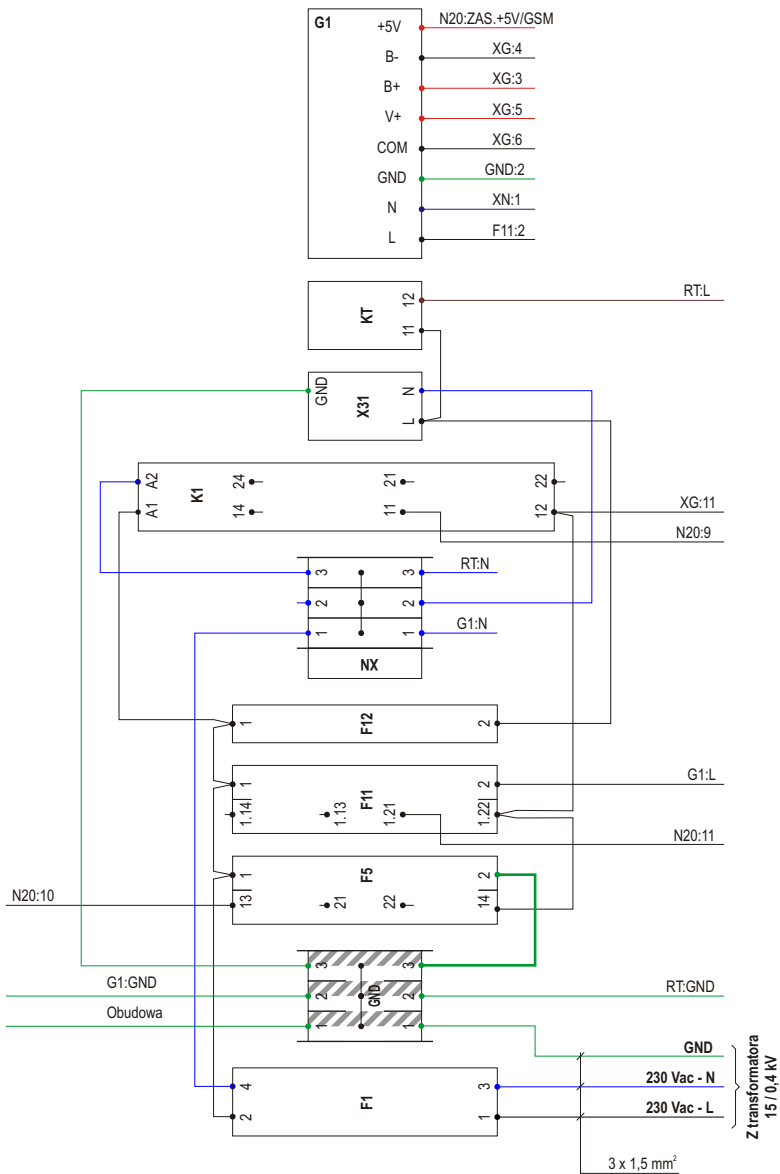 G1
+5V
N20:ZAS.+5V/GSM
B-
XG:4
B+
XG:3
V+
XG:5
COM
XG:6
GND
GND:2
N
XN:1
L
F11:2
KT
12
11
RT:L
X31
GND
N
L
K1
A2
A1
24
14
21
11
22
12
XG:11
N20:9
3
3
RT:N
2
2
1
1
G1:N
NX
1
F12
2
1
F11
2
G1:L
1.14
1.13
1.21
1.22
N20:11
1
F5
2
N20:10
13
21
22
14
3
3
G1:GND
2
GND
2
RT:GND
Obudowa
1
1
GND
4
F1
3
230 Vac - N
2
1
230 Vac - L
Z transformatora
15 / 0,4 kV
3 x 1,5 mm²